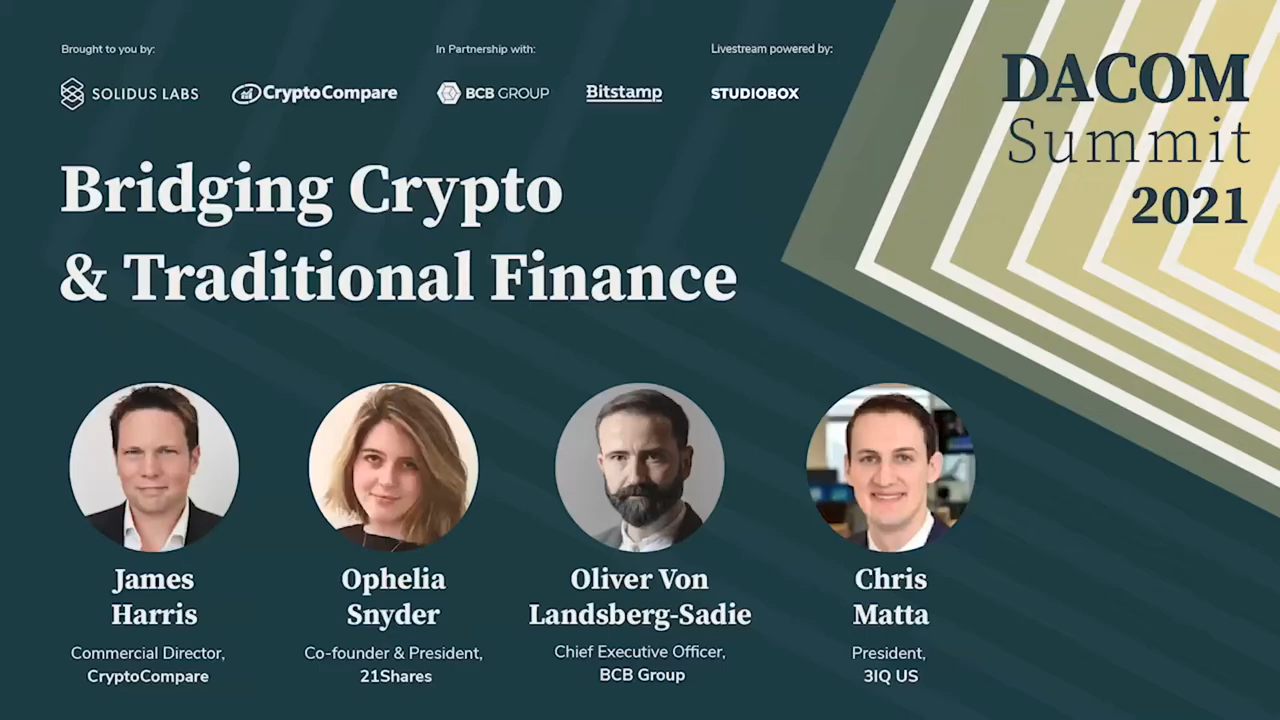 Brought to you by:
In Partnership with:
Livestream powered by:
SOLIDUS LABS
CryptoCompare
BCB GROUP
Bitstamp
STUDIOBOX
DACOM
Summit
2021
Bridging Crypto
& Traditional Finance
James
Harris
Commercial Director,
CryptoCompare
Ophelia
Snyder
Co-founder & President,
21Shares
Oliver Von
Landsberg-Sadie
Chief Executive Officer,
BCB Group
Chris
Matta
President,
3IQ US